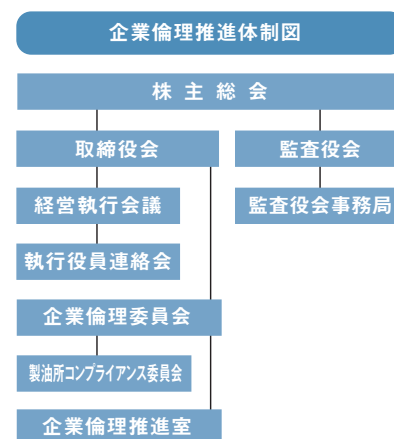 企業倫理推進体制図
株主総会
取締役会
監査役会
経営執行会議
監査役会事務局
執行役員連絡会
企業倫理委員会
製油所コンプライアンス委員会
企業倫理推進室